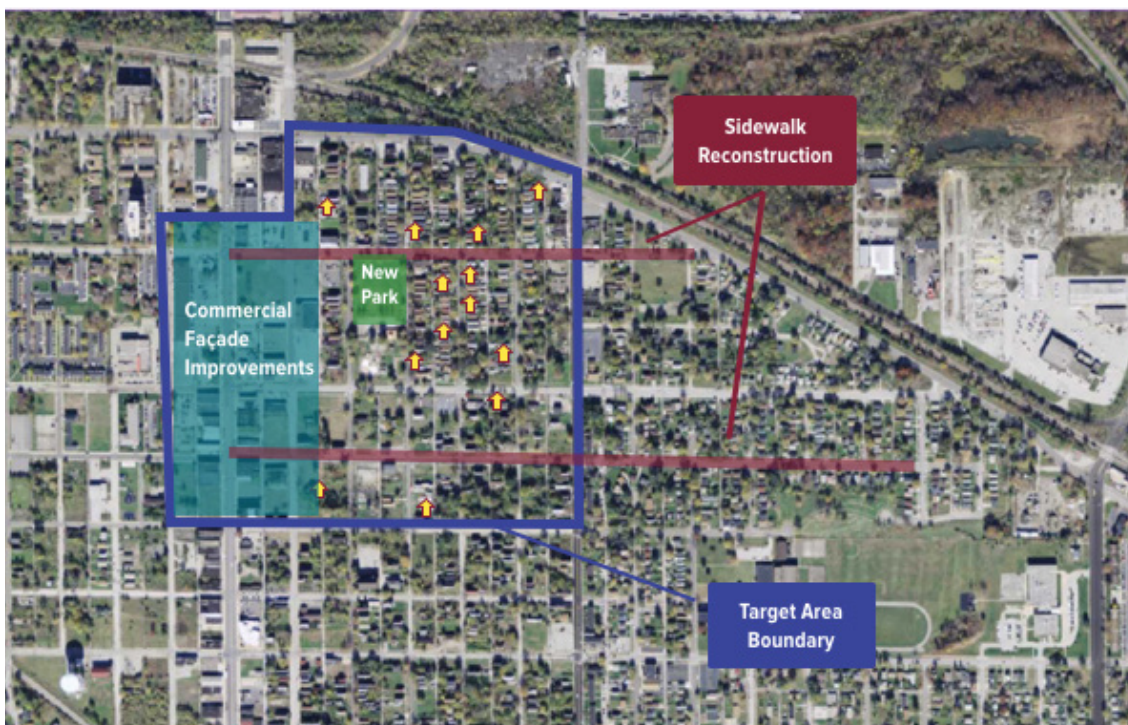 Sidewalk
Reconstruction
New
Park
Commercial
Façade
Improvements
Target Area
Boundary